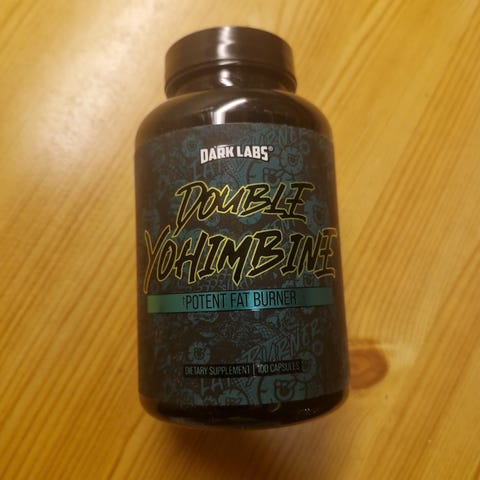 DARK LABS®
DOUBLE
YOHIMBINE
†POTENT FAT BURNER
DIETARY SUPPLEMENT | 100 CAPSULES